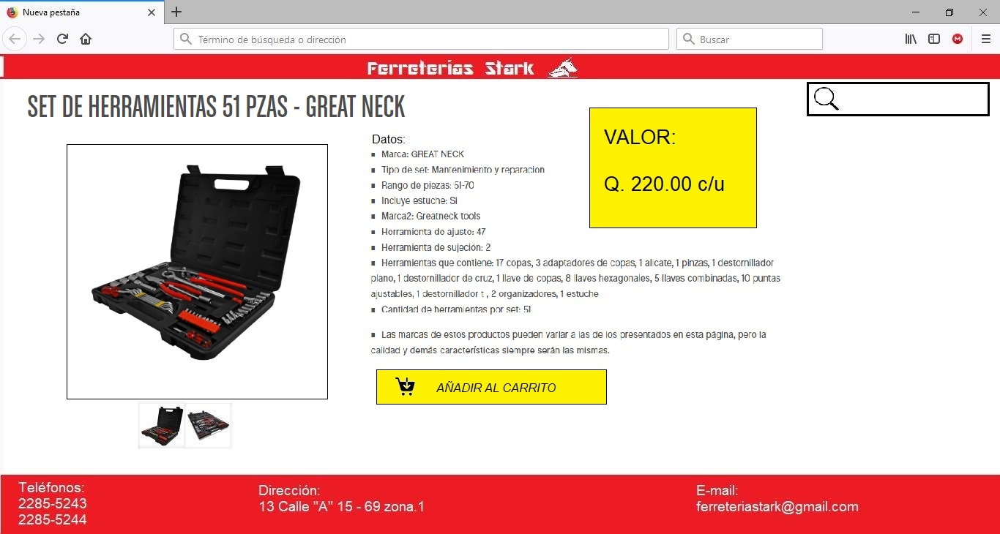 Nueva pestaña
Término de búsqueda o dirección
Buscar
M
Ferreterias Stark
SET DE HERRAMIENTAS 51 PZAS - GREAT NECK
VALOR:
Q. 220.00 c/u
Datos:
▪ Marca: GREAT NECK
▪ Tipo de set: Mantenimiento y reparacion
▪ Rango de piezas: 51-70
▪ Incluye estuche: Si
▪ Marca2: Greatneck tools
▪ Herramienta de ajuste: 47
▪ Herramienta de sujeción: 2
▪ Herramientas que contiene: 17 copas, 3 adaptadores de copas, 1 alicate, 1 pinzas, 1 destornillador
plano, 1 destornillador de cruz, 1 llave de copas, 8 llaves hexagonales, 5 llaves combinadas, 10 puntas
ajustables, 1 destornillador t , 2 organizadores, 1 estuche
▪ Cantidad de herramientas por set: 51
▪ Las marcas de estos productos pueden variar a las de los presentados en esta página, pero la
calidad y demás características siempre serán las mismas.
AÑADIR AL CARRITO
Teléfonos:
2285-5243
2285-5244
Dirección:
13 Calle "A" 15 - 69 zona.1
E-mail:
ferreteriastark@gmail.com